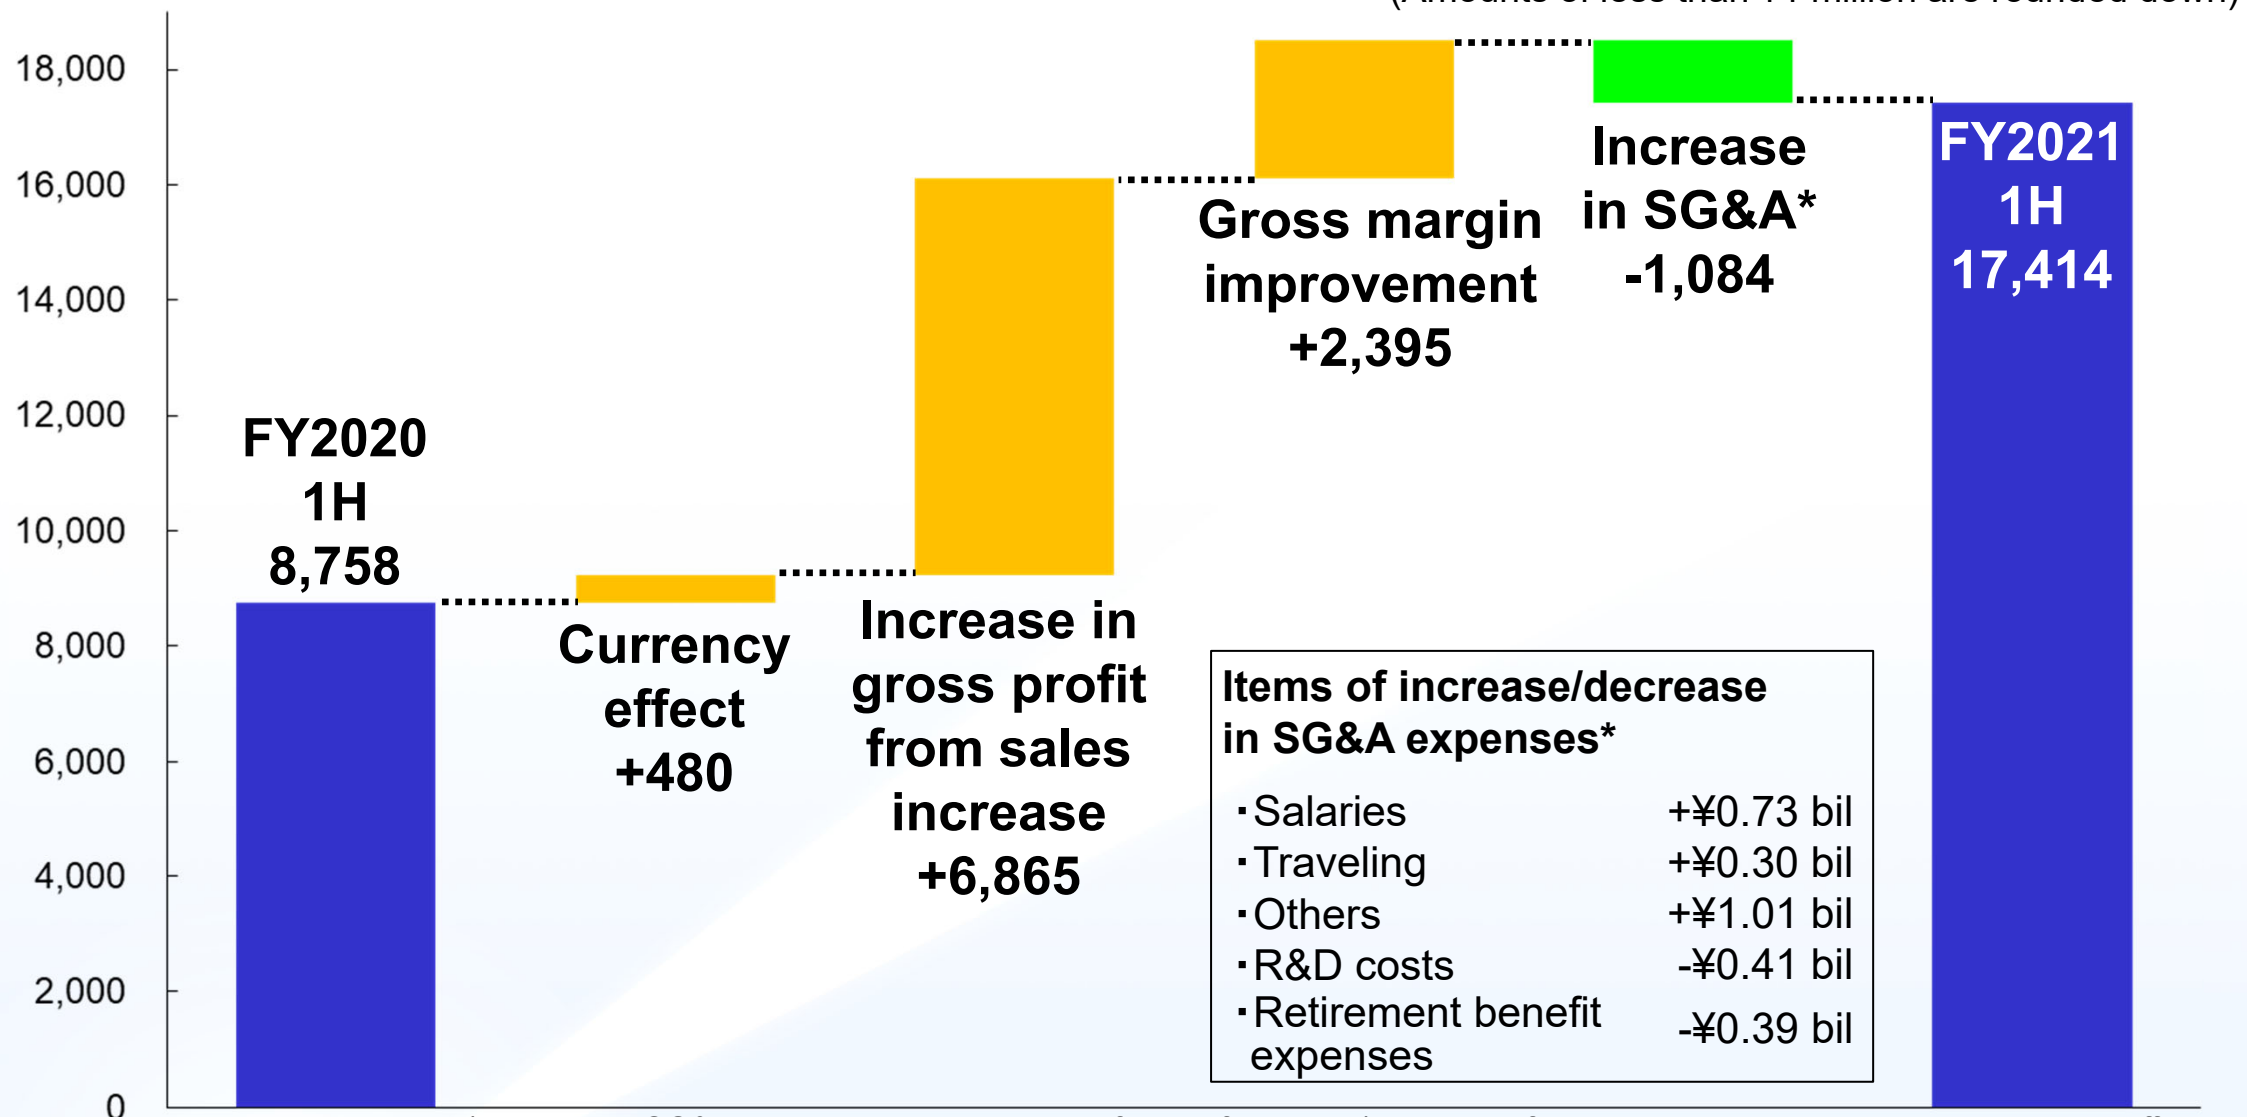 18,000
16,000
14,000
12,000
10,000
8,000
6,000
4,000
2,000
0
FY2020
1H
8,758
Currency
effect
+480
Increase in
gross profit
from sales
increase
+6,865
Gross margin
improvement
+2,395
Increase
in SG&A*
-1,084
FY2021
1H
17,414
Items of increase/decrease
in SG&A expenses*
・Salaries +¥0.73 bil
・Traveling +¥0.30 bil
・Others +¥1.01 bil
・R&D costs -¥0.41 bil
・Retirement benefit
expenses -¥0.39 bil